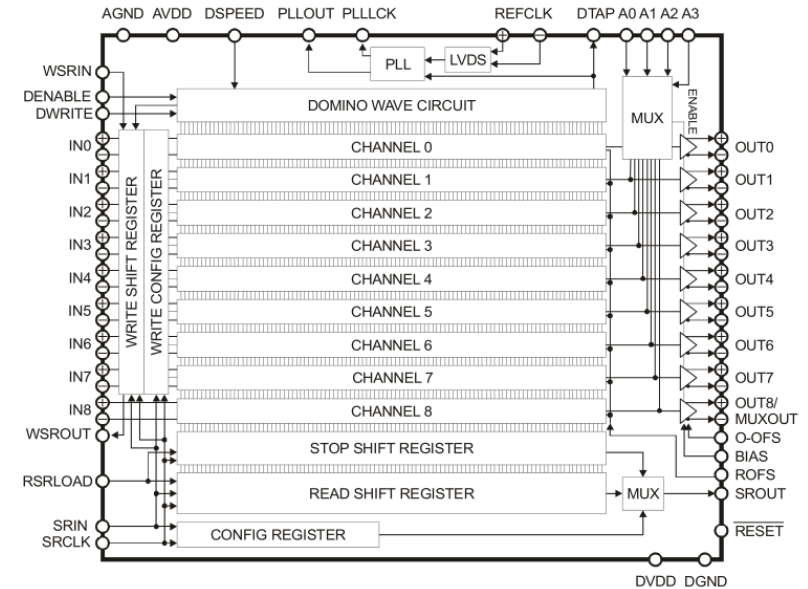 AGND AVDD DSPEED PLLOUT PLLLCK REFCLK DTAP A0 A1 A2 A3
PLL
LVDS
WSRIN
DENABLE
DWRITE
DOMINO WAVE CIRCUIT
MUX
ENABLE
IN0
CHANNEL 0
OUT0
IN1
CHANNEL 1
OUT1
IN2
CHANNEL 2
OUT2
IN3
CHANNEL 3
OUT3
IN4
CHANNEL 4
OUT4
IN5
CHANNEL 5
OUT5
IN6
CHANNEL 6
OUT6
IN7
CHANNEL 7
OUT7
IN8
CHANNEL 8
OUT8/
MUXOUT
WRITE SHIFT REGISTER
WRITE CONFIG REGISTER
WSROUT
STOP SHIFT REGISTER
O-OFS
BIAS
ROFS
RSRLOAD
READ SHIFT REGISTER
MUX
SROUT
SRIN
SRCLK
CONFIG REGISTER
RESET
DVDD DGND